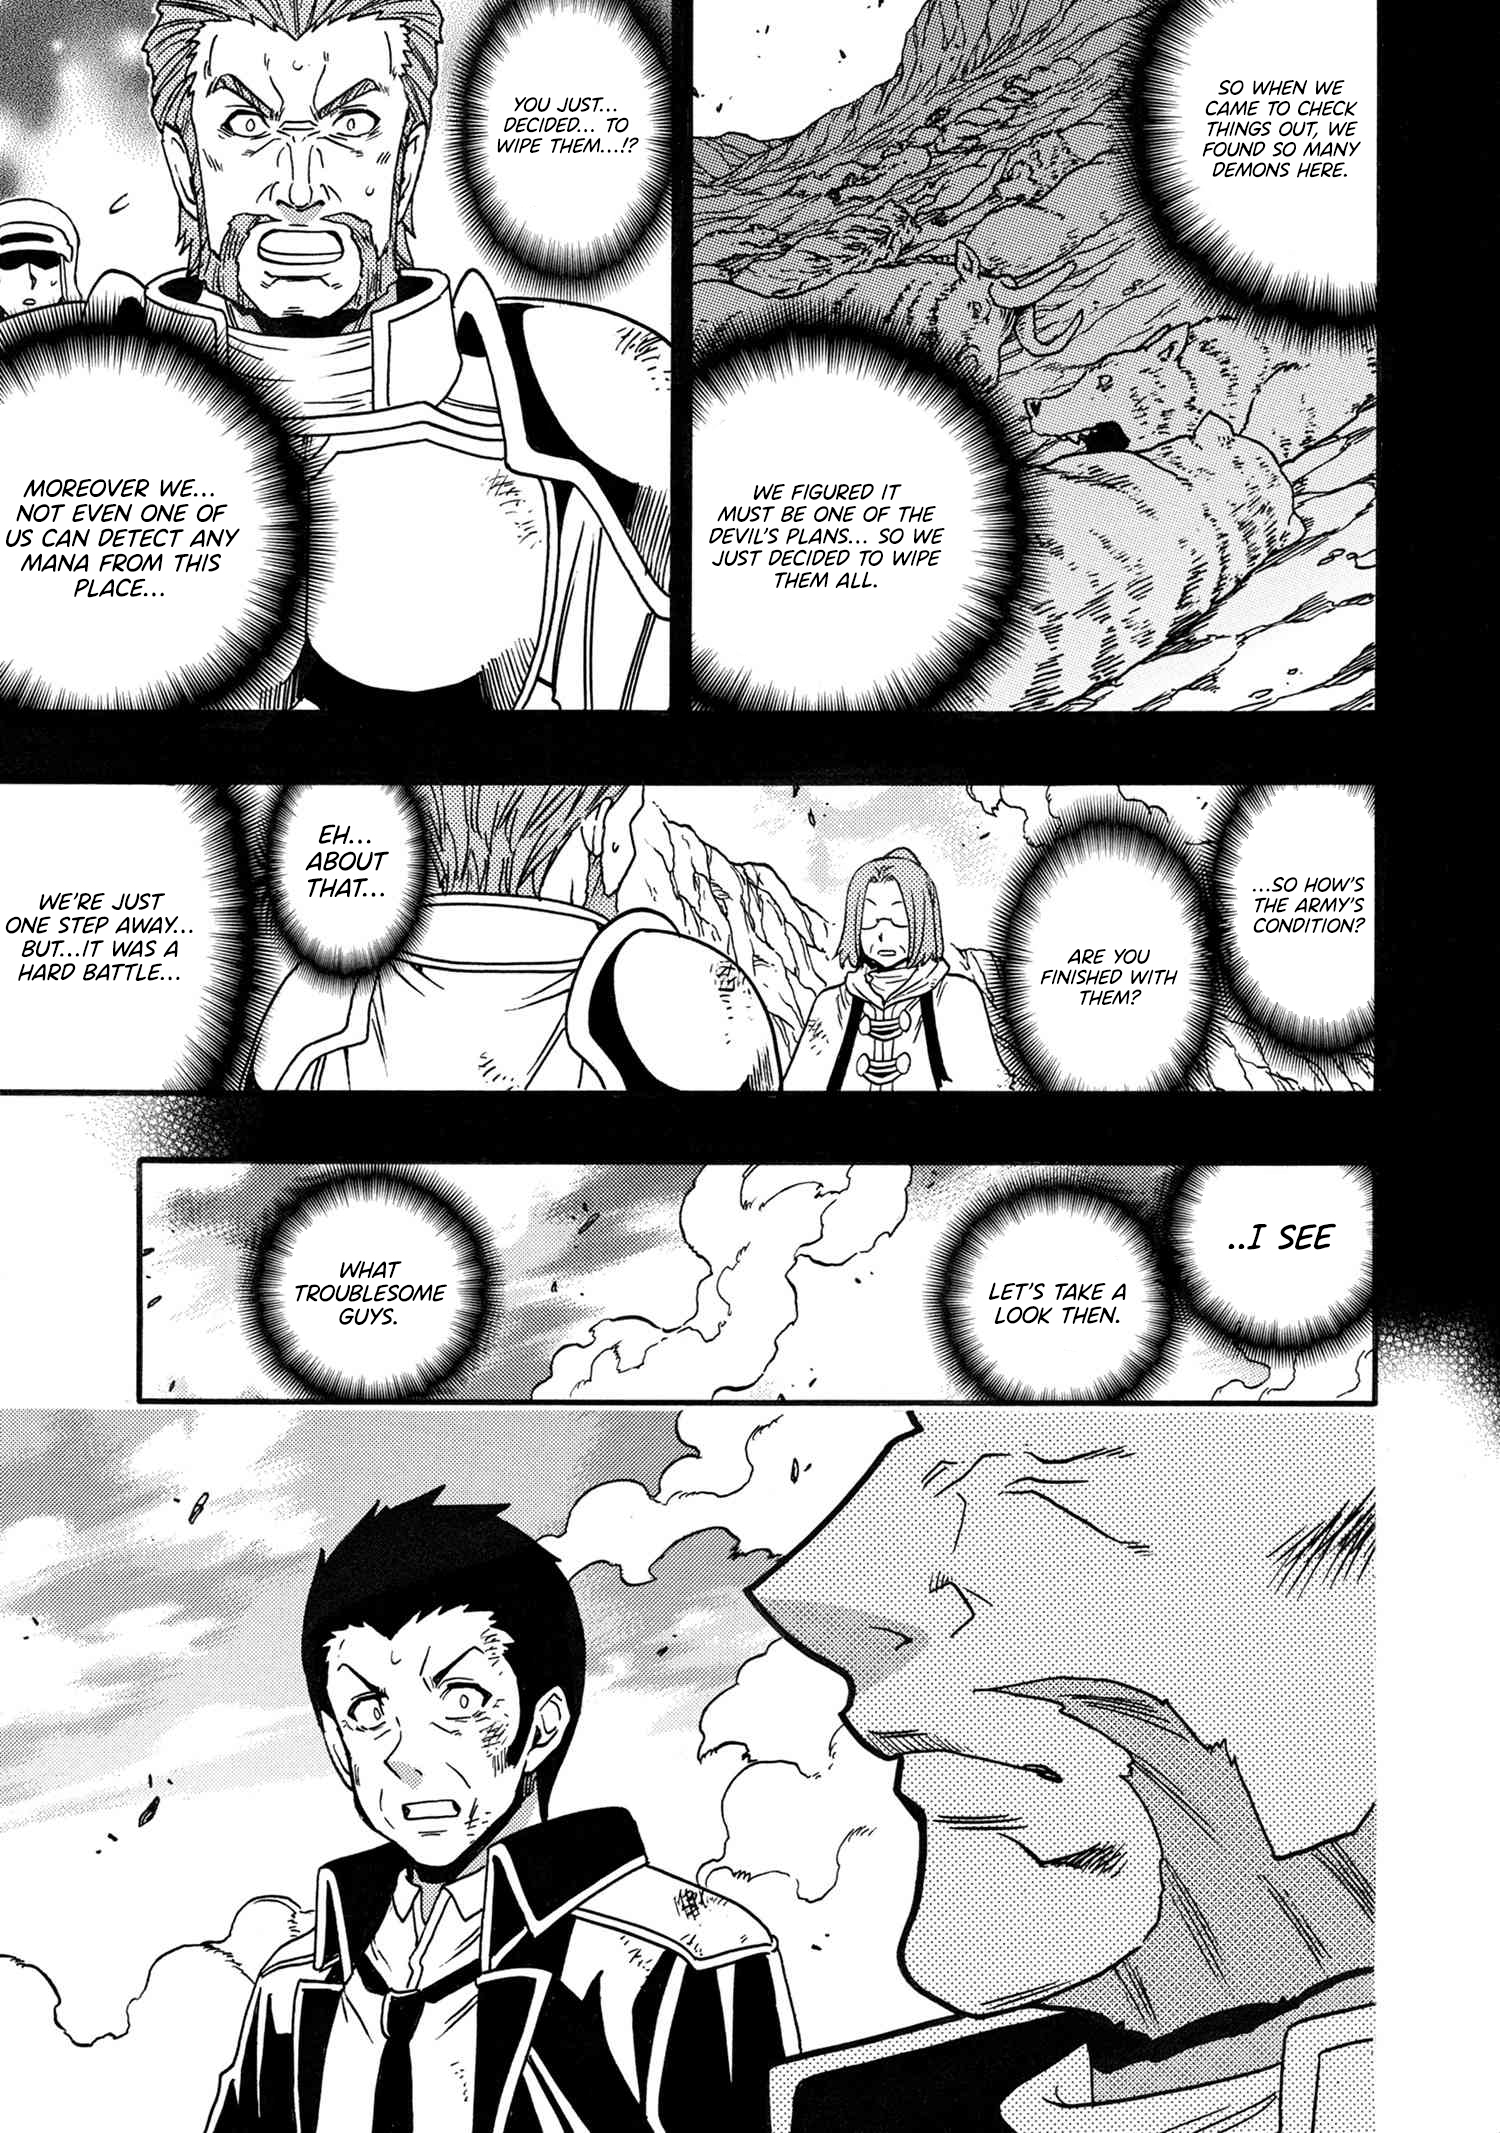 SO WHEN WE
CAME TO CHECK
THINGS OUT, WE
FOUND SO MANY
DEMONS HERE.
WE FIGURED IT
MUST BE ONE OF THE
DEVIL'S PLANS... SO WE
JUST DECIDED TO WIPE
THEM ALL.
YOU JUST...
DECIDED... TO
WIPE THEM...!?
MOREOVER WE...
NOT EVEN ONE OF
US CAN DETECT ANY
MANA FROM THIS
PLACE...
...SO HOW'S
THE ARMY'S
CONDITION?
ARE YOU
FINISHED WITH
THEM?
EH...
ABOUT
THAT...
WE'RE JUST
ONE STEP AWAY...
BUT...IT WAS A
HARD BATTLE...
..I SEE
LET'S TAKE A
LOOK THEN.
WHAT
TROUBLESOME
GUYS.